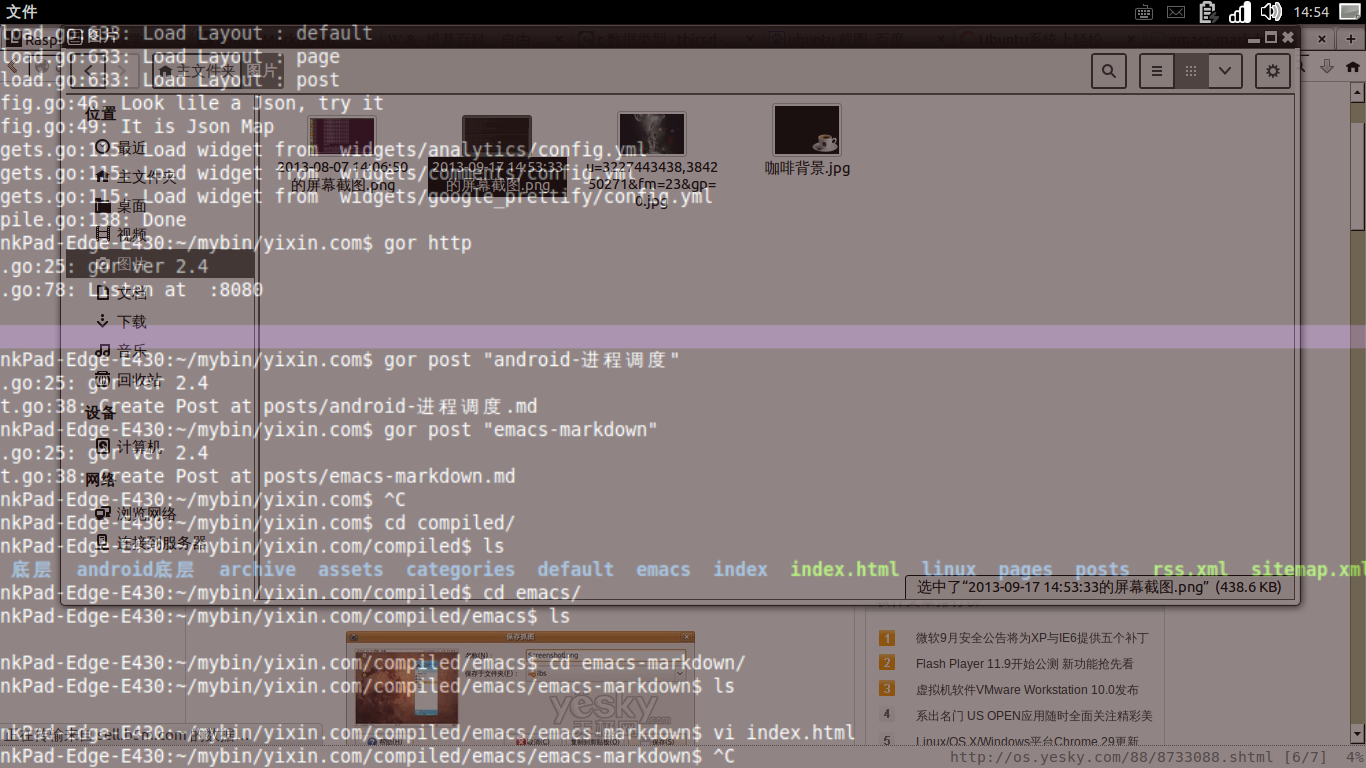 文件
14:54
图片
load.go:633: Load Layout : default
load.go:633: Load Layout : page
load.go:633: Load Layout : post
主文件夹
图片
fig.go:46: Look lile a Json, try it
fig.go:49: It is Json Map
gets.go:115: Load widget from widgets/analytics/config.yml
gets.go:115: Load widget from widgets/comments/config.yml
gets.go:115: Load widget from widgets/google_prettify/config.yml
pile.go:138: Done
nkPad-Edge-E430:~/mybin/yixin.com$ gor http
.go:25: gor ver 2.4
.go:78: Listen at :8080
位置
最近
主文件夹
桌面
视频
图片
文档
下载
音乐
回收站
设备
计算机
网络
浏览网络
连接到服务器
2013-08-07 14:06:50
的屏幕截图.png
2013-09-17 14:53:33
的屏幕截图.png
u=3227443438,3842
50271&fm=23&gp=
0.jpg
咖啡背景.jpg
nkPad-Edge-E430:~/mybin/yixin.com$ gor post "android-进程调度"
.go:25: gor ver 2.4
t.go:38: Create Post at posts/android-进程调度.md
nkPad-Edge-E430:~/mybin/yixin.com$ gor post "emacs-markdown"
.go:25: gor ver 2.4
t.go:38: Create Post at posts/emacs-markdown.md
nkPad-Edge-E430:~/mybin/yixin.com$ ^C
nkPad-Edge-E430:~/mybin/yixin.com$ cd compiled/
nkPad-Edge-E430:~/mybin/yixin.com/compiled$ ls
底层 android底层 archive assets categories default emacs index index.html linux pages posts rss.xml sitemap.xml
选中了“2013-09-17 14:53:33的屏幕截图.png” (438.6 KB)
nkPad-Edge-E430:~/mybin/yixin.com/compiled$ cd emacs/
nkPad-Edge-E430:~/mybin/yixin.com/compiled/emacs$ ls
nkPad-Edge-E430:~/mybin/yixin.com/compiled/emacs$ cd emacs-markdown/
nkPad-Edge-E430:~/mybin/yixin.com/compiled/emacs/emacs-markdown$ ls
nkPad-Edge-E430:~/mybin/yixin.com/compiled/emacs/emacs-markdown$ vi index.html
nkPad-Edge-E430:~/mybin/yixin.com/compiled/emacs/emacs-markdown$ ^C
保存抓图
yesky
1 微软9月安全公告将为XP与IE6提供五个补丁
2 Flash Player 11.9开始公测 新功能抢先看
3 虚拟机软件VMware Workstation 10.0发布
4 系出名门 US OPEN应用随时全面关注精彩美
5 Linux/OS X/Windows平台Chrome 29更新
http://os.yesky.com/88/8733088.shtml [6/7] 4%